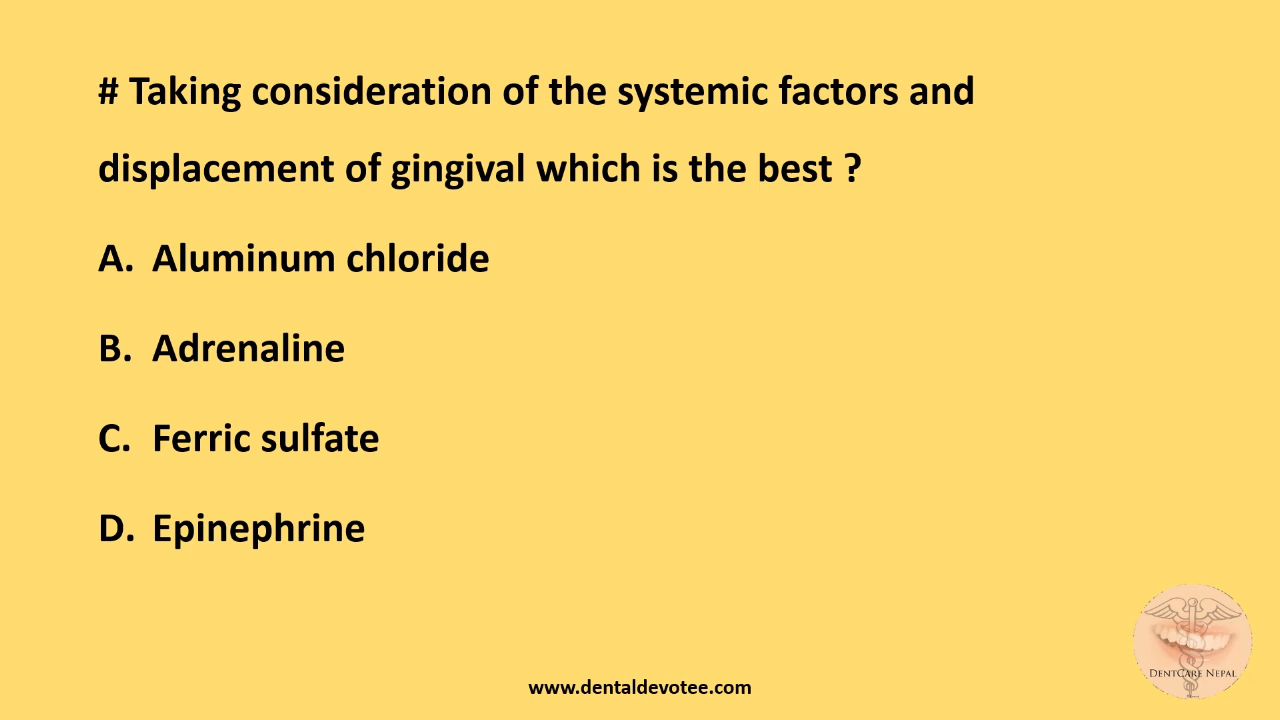 # Taking consideration of the systemic factors and
displacement of gingival which is the best ?
A. Aluminum chloride
B. Adrenaline
C. Ferric sulfate
D. Epinephrine
DENTCARE NEPAL
www.dentaldevotee.com